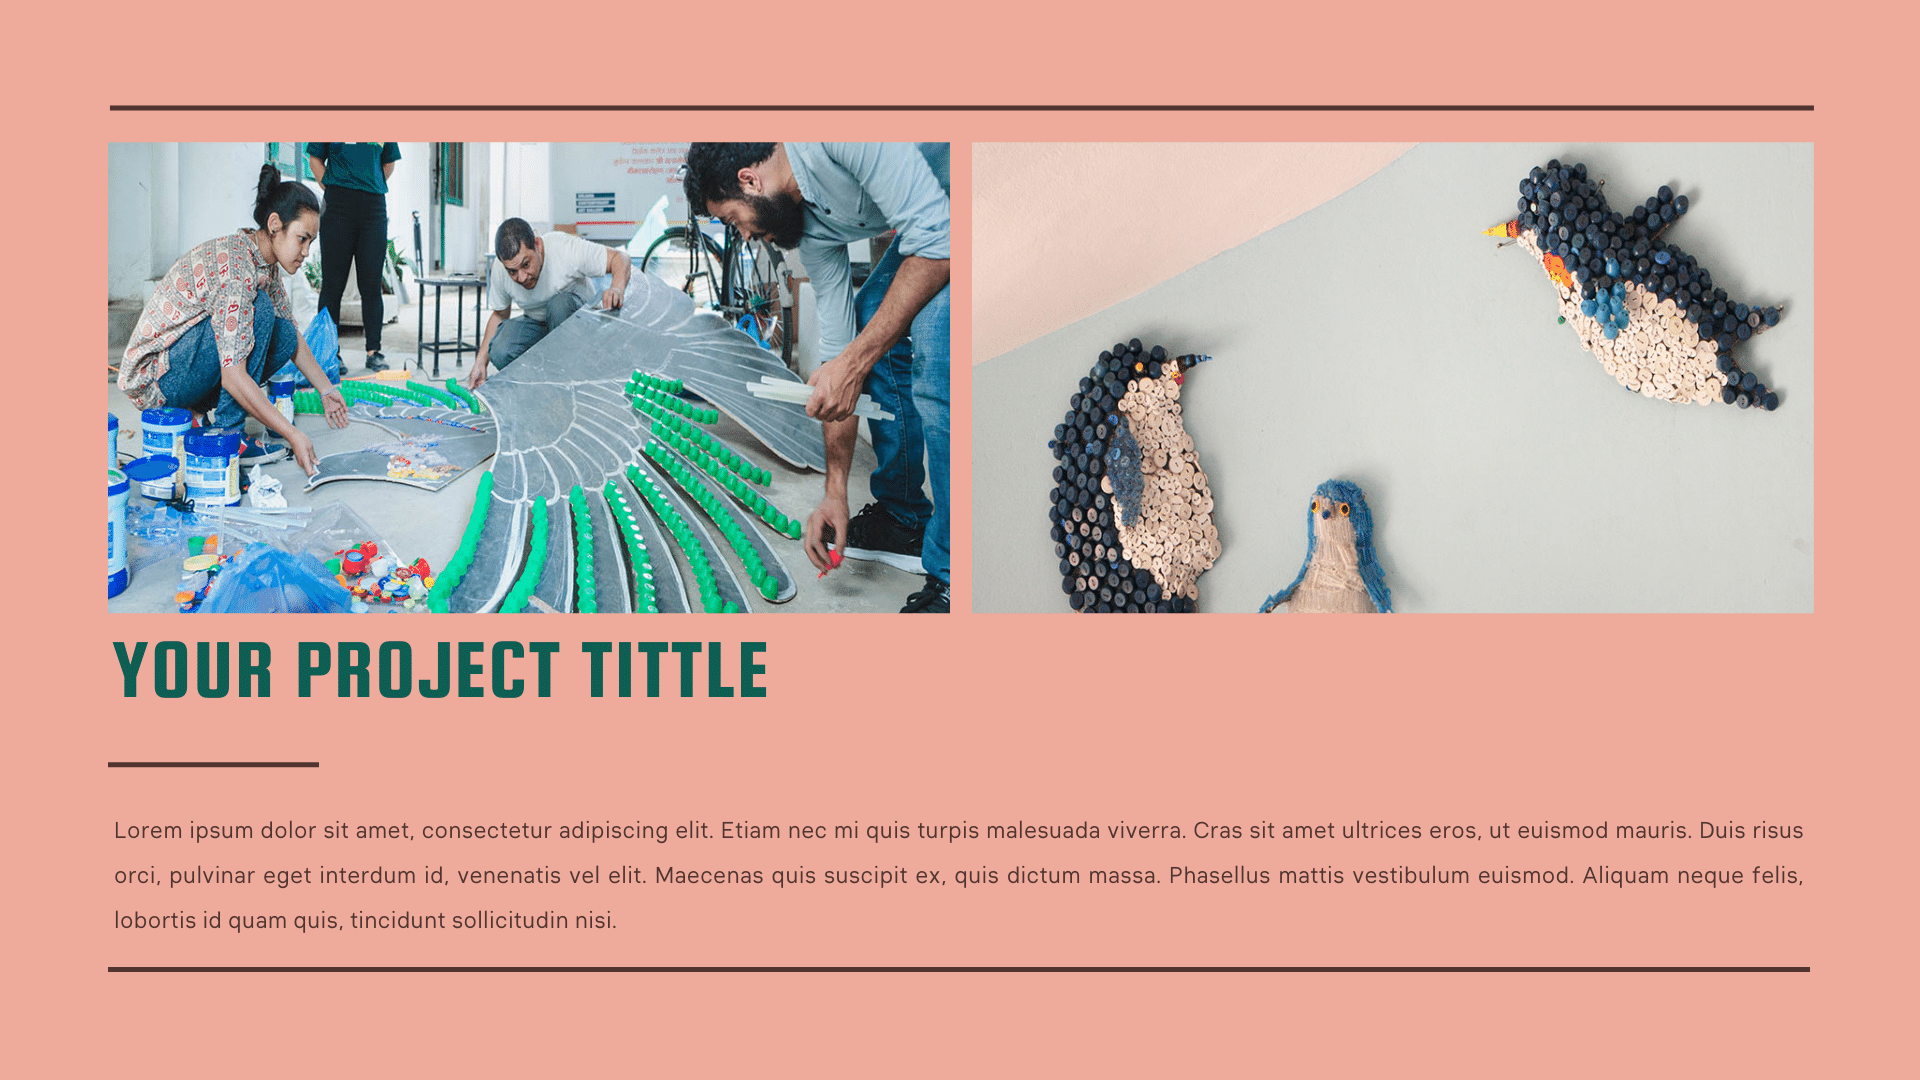 YOUR PROJECT TITTLE
Lorem ipsum dolor sit amet, consectetur adipiscing elit. Etiam nec mi quis turpis malesuada viverra. Cras sit amet ultrices eros, ut euismod mauris. Duis risus
orci, pulvinar eget interdum id, venenatis vel elit. Maecenas quis suscipit ex, quis dictum massa. Phasellus mattis vestibulum euismod. Aliquam neque felis,
lobortis id quam quis, tincidunt sollicitudin nisi.